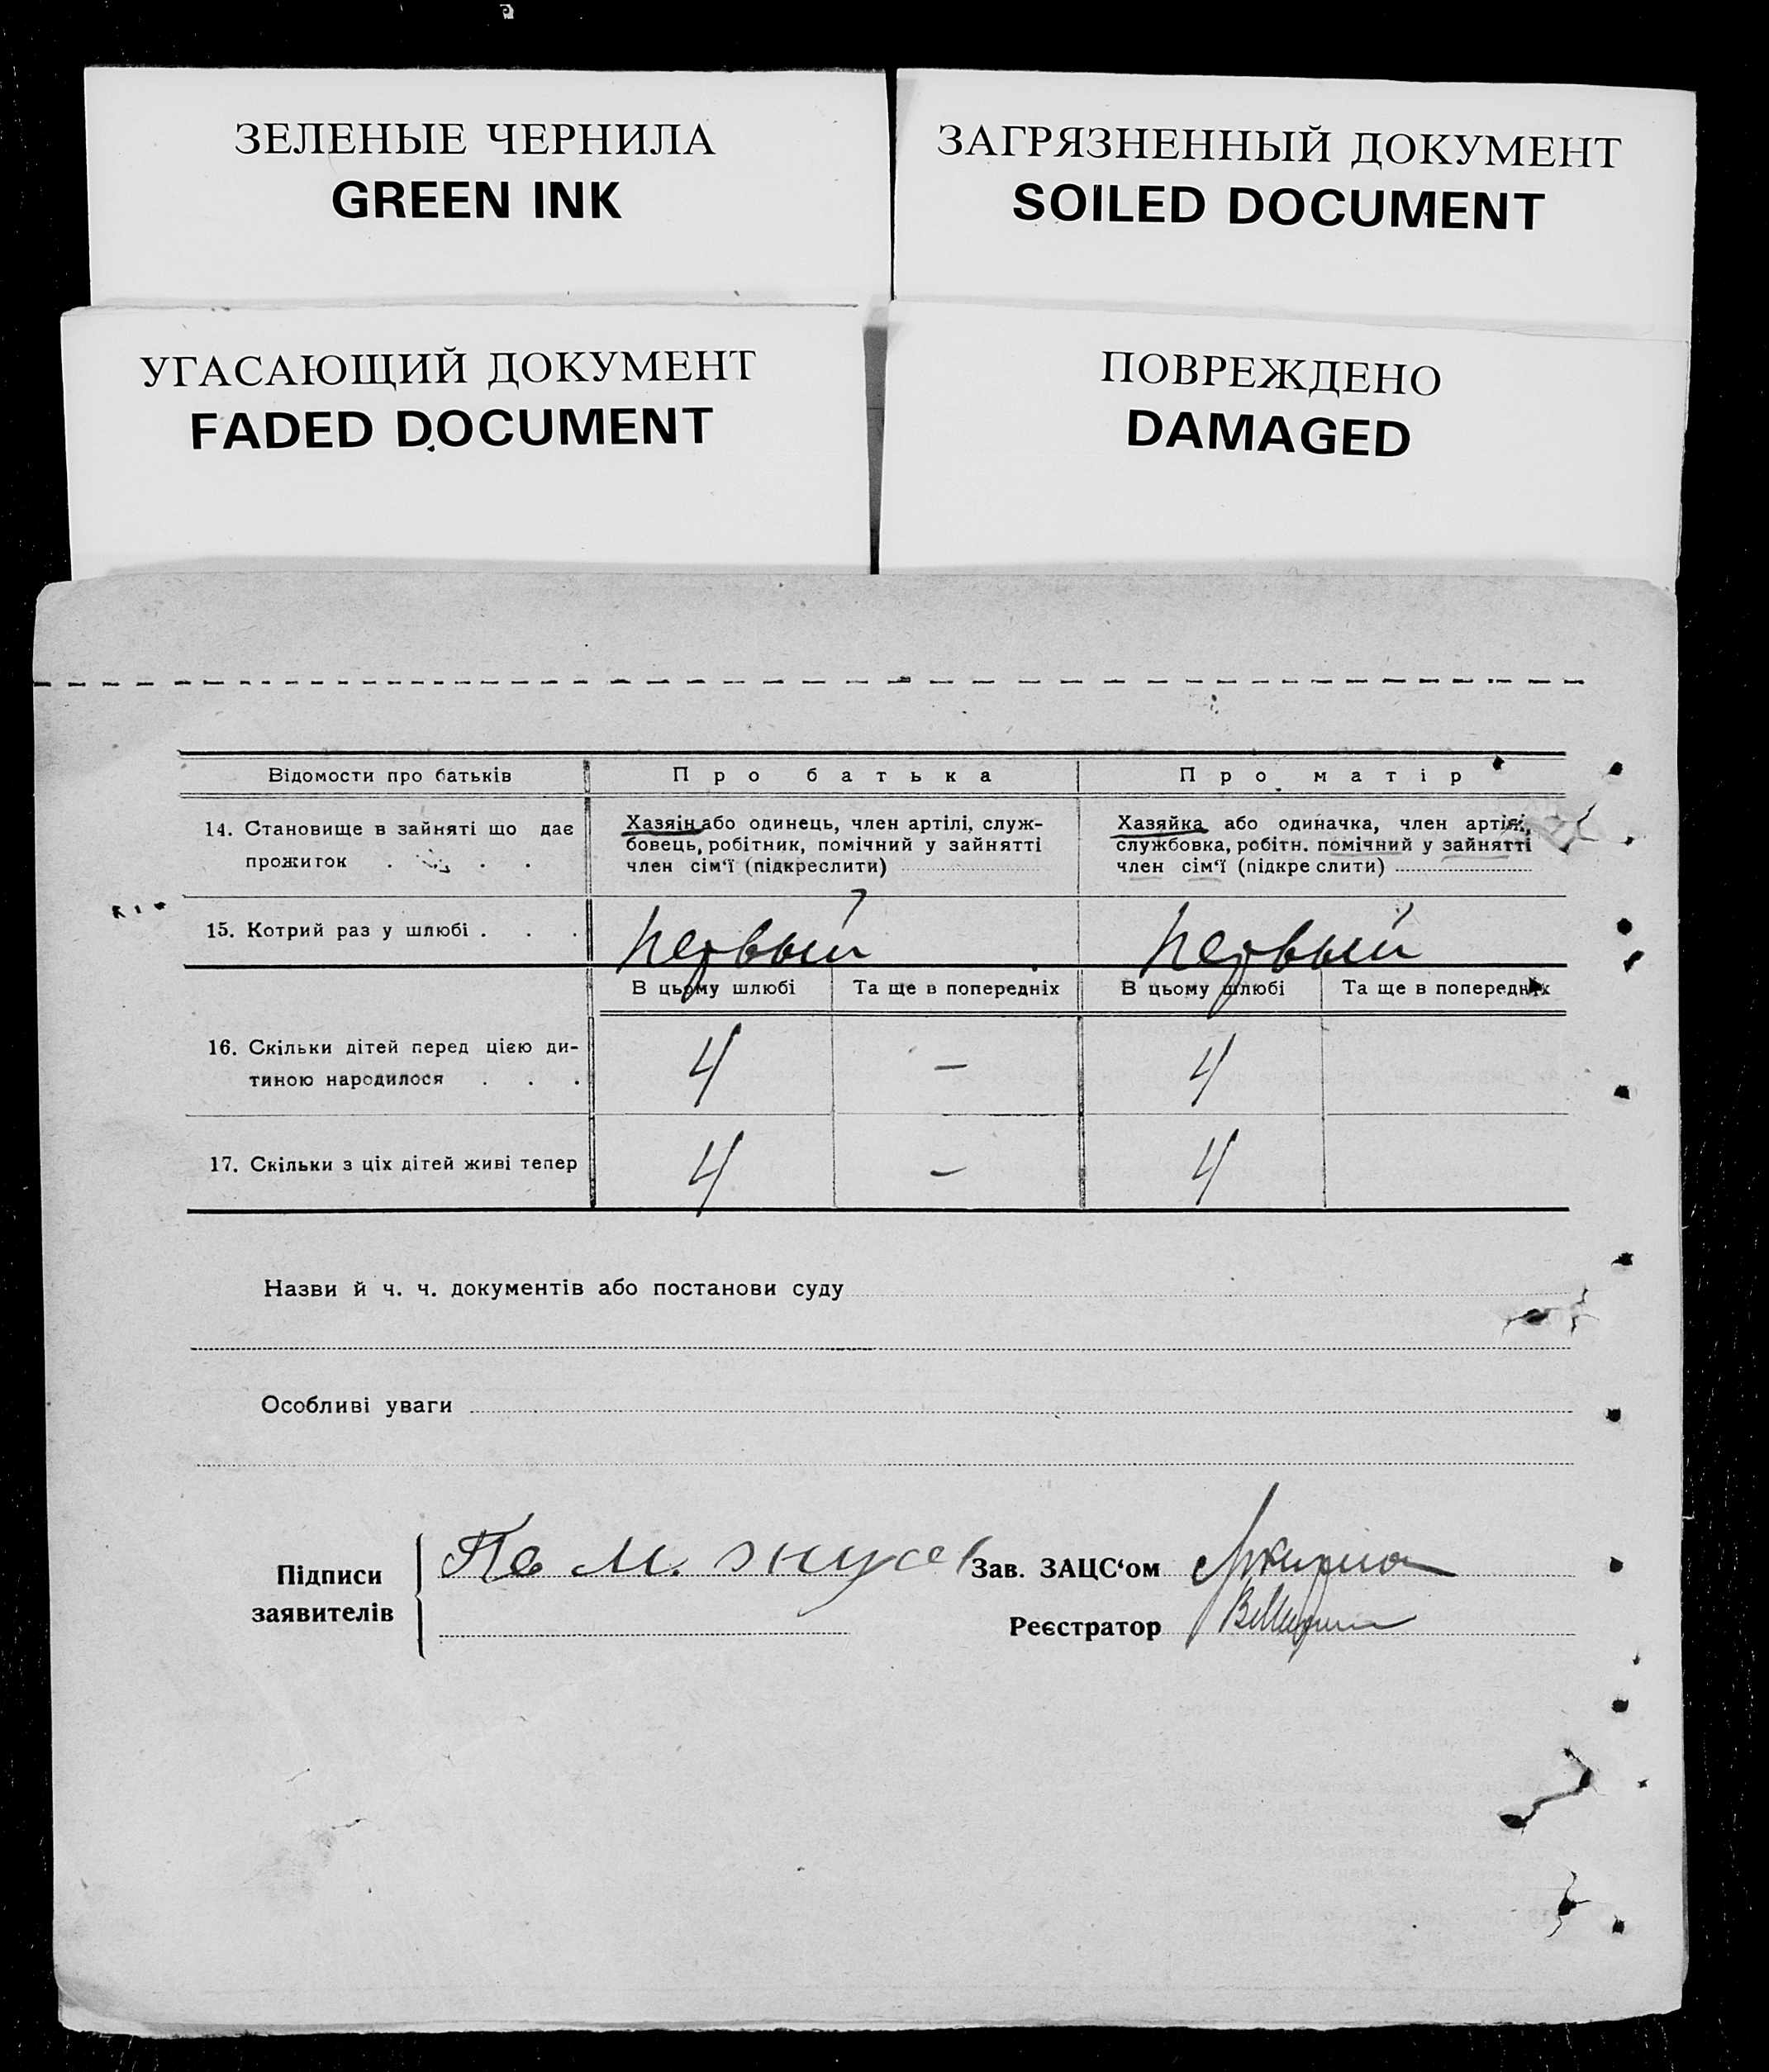 ЗЕЛЕНЫЕ ЧЕРНИЛА
GREEN INK
ЗАГРЯЗНЕННЫЙ ДОКУМЕНТ
SOILED DOCUMENT
УГАСАЮЩИЙ ДОКУМЕНТ
FADED DOCUMENT
ПОВРЕЖДЕНО
DAMAGED
Відомости про батьків
Про батька
Про матір
14. Становище в зайняті що дає
прожиток . . . .
Хазяін або одинець, член артілі, служ-
бовець, робітник, помічний у зайнятті
член сім‘ї (підкреслити)
Хазяйка або одиначка, член артілі,
службовка, робітн. помічний у зайнятті
член сім‘ї (підкреслити)
15. Котрий раз у шлюбі . . .
первый
первый
В цьому шлюбі
Та ще в попередніх
В цьому шлюбі
Та ще в попередніх
16. Скільки дітей перед цією ди-
тиною народилося . . .
4
—
4
17. Скільки з ціх дітей живі тепер
4
—
4
Назви й ч. ч. документів або постанови суду
Особливі уваги
Підписи
заявителів
Зав. ЗАЦС‘ом
Реєстратор